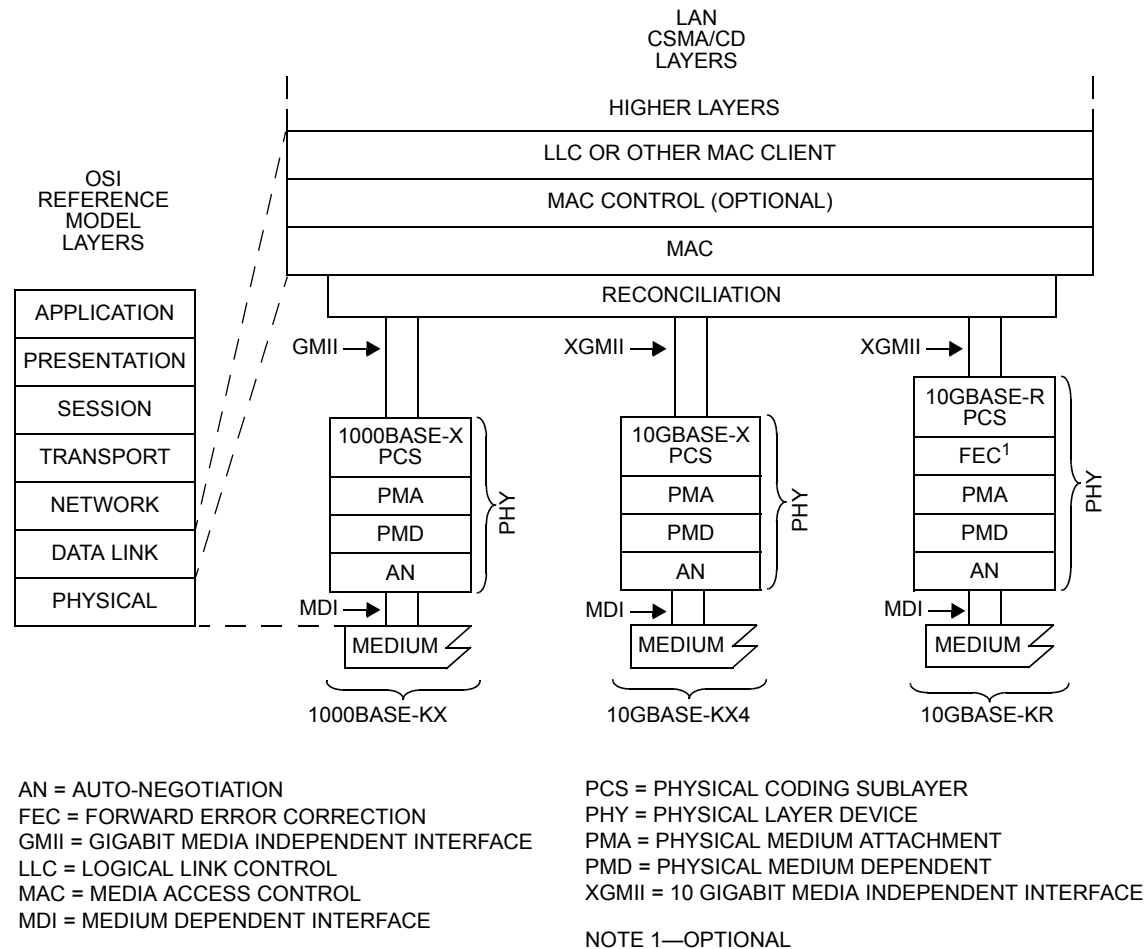 LAN
CSMA/CD
LAYERS
HIGHER LAYERS
LLC OR OTHER MAC CLIENT
MAC CONTROL (OPTIONAL)
MAC
RECONCILIATION
OSI
REFERENCE
MODEL
LAYERS
APPLICATION
PRESENTATION
SESSION
TRANSPORT
NETWORK
DATA LINK
PHYSICAL
GMII
1000BASE-X
PCS
PMA
PMD
AN
PHY
MDI
MEDIUM
1000BASE-KX
XGMII
10GBASE-X
PCS
PMA
PMD
AN
PHY
MDI
MEDIUM
10GBASE-KX4
XGMII
10GBASE-R
PCS
FEC¹
PMA
PMD
AN
PHY
MDI
MEDIUM
10GBASE-KR
AN = AUTO-NEGOTIATION
FEC = FORWARD ERROR CORRECTION
GMII = GIGABIT MEDIA INDEPENDENT INTERFACE
LLC = LOGICAL LINK CONTROL
MAC = MEDIA ACCESS CONTROL
MDI = MEDIUM DEPENDENT INTERFACE
PCS = PHYSICAL CODING SUBLAYER
PHY = PHYSICAL LAYER DEVICE
PMA = PHYSICAL MEDIUM ATTACHMENT
PMD = PHYSICAL MEDIUM DEPENDENT
XGMII = 10 GIGABIT MEDIA INDEPENDENT INTERFACE
NOTE 1—OPTIONAL